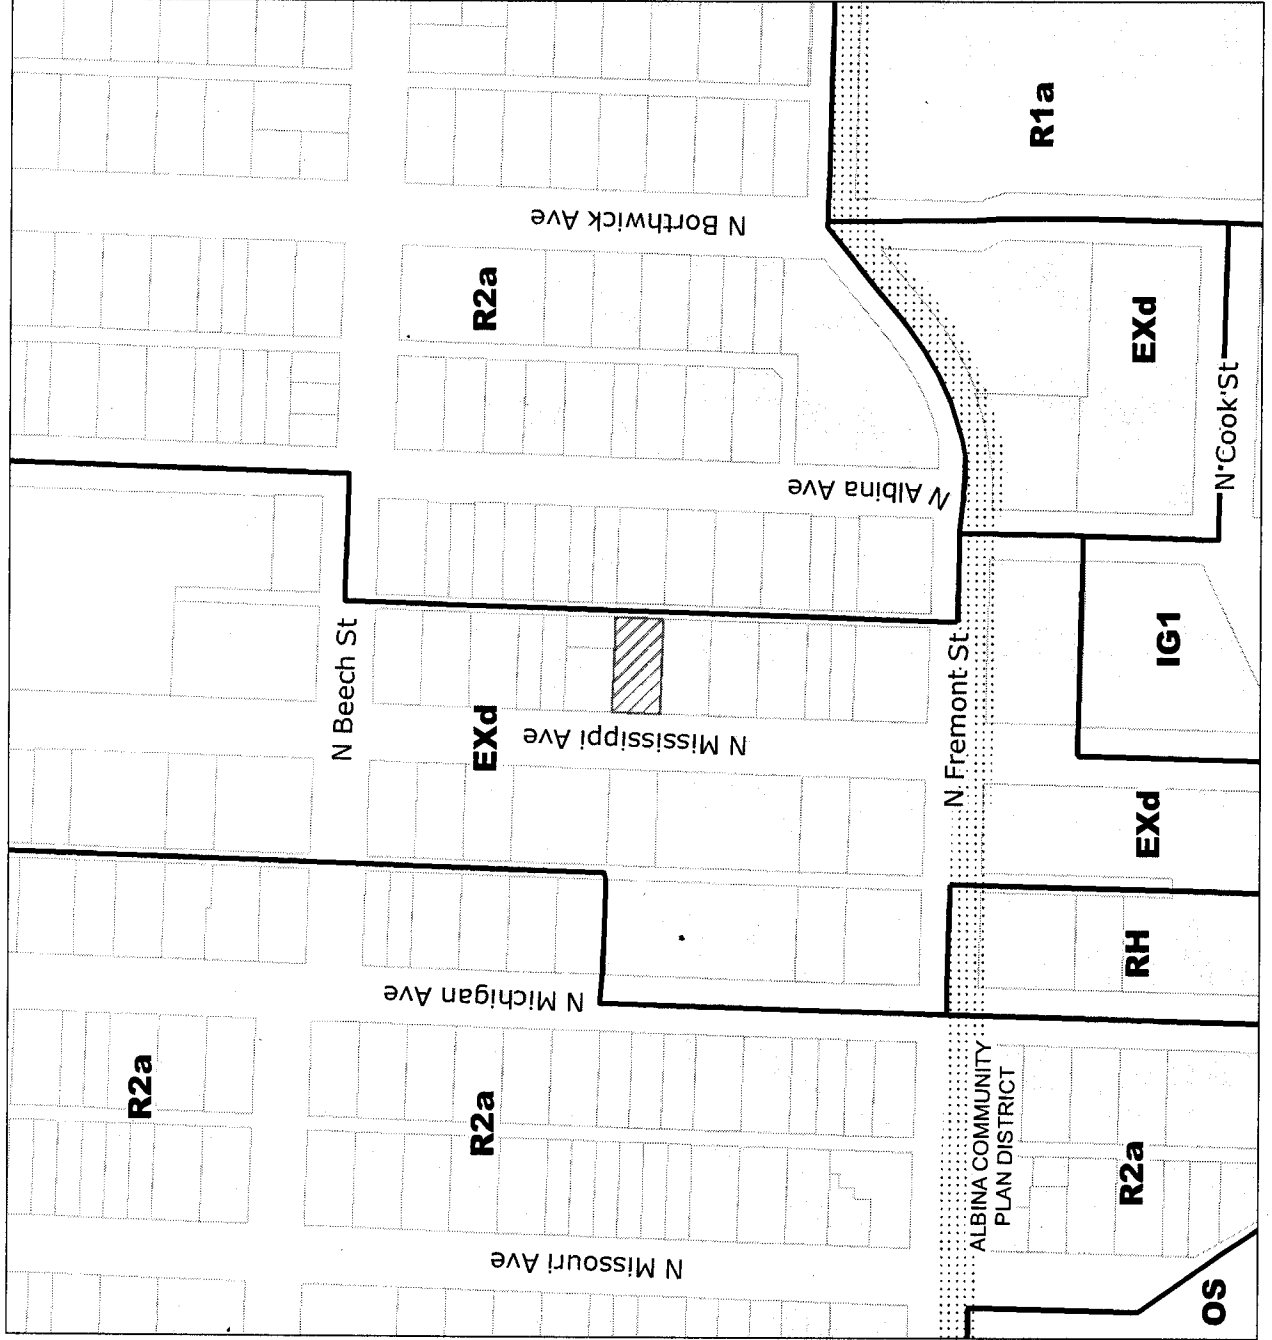 R1a
N Borthwick Ave
R2a
EXd
N Cook St
N Albina Ave
N Beech St
EXd
N Mississippi Ave
N Fremont St
IG1
EXd
RH
N Michigan Ave
R2a
R2a
ALBINA COMMUNITY
PLAN DISTRICT
R2a
N Missouri Ave
OS